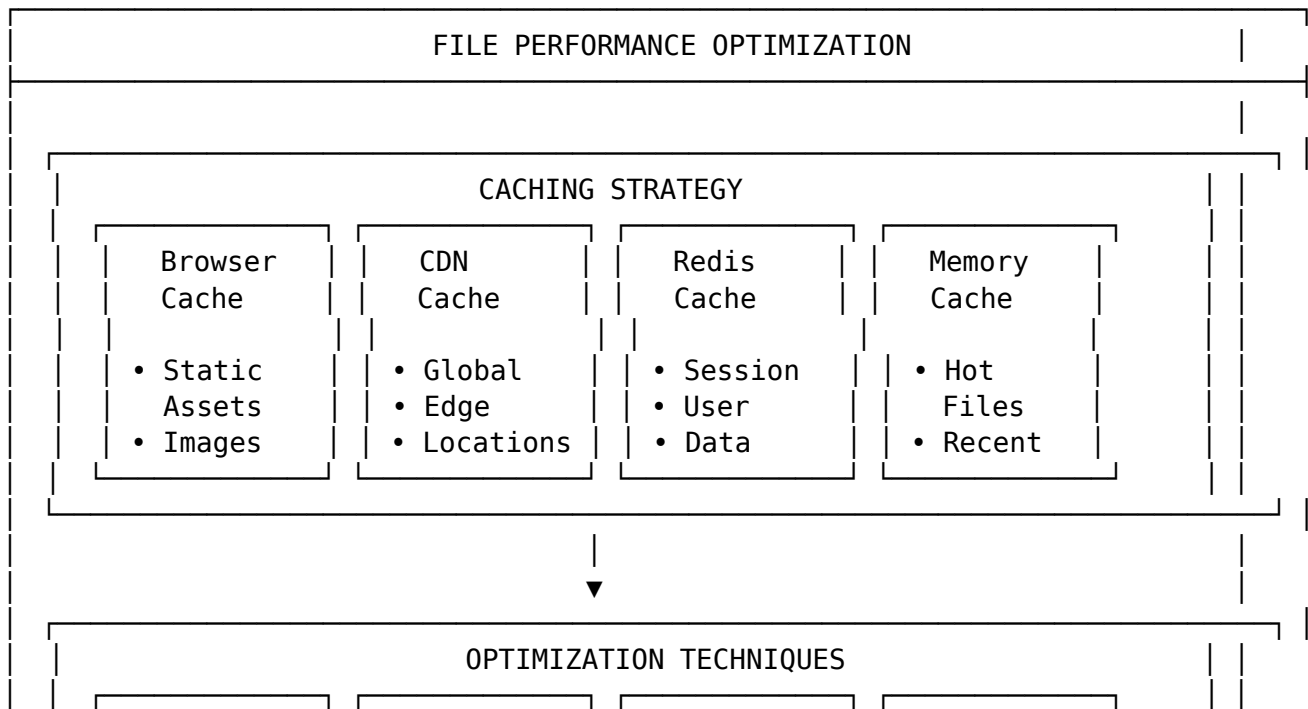 FILE PERFORMANCE OPTIMIZATION
CACHING STRATEGY
Browser CDN Redis Memory
Cache Cache Cache Cache
• Static • Global • Session • Hot
Assets • Edge • User Files
• Images • Locations • Data • Recent
▼
OPTIMIZATION TECHNIQUES